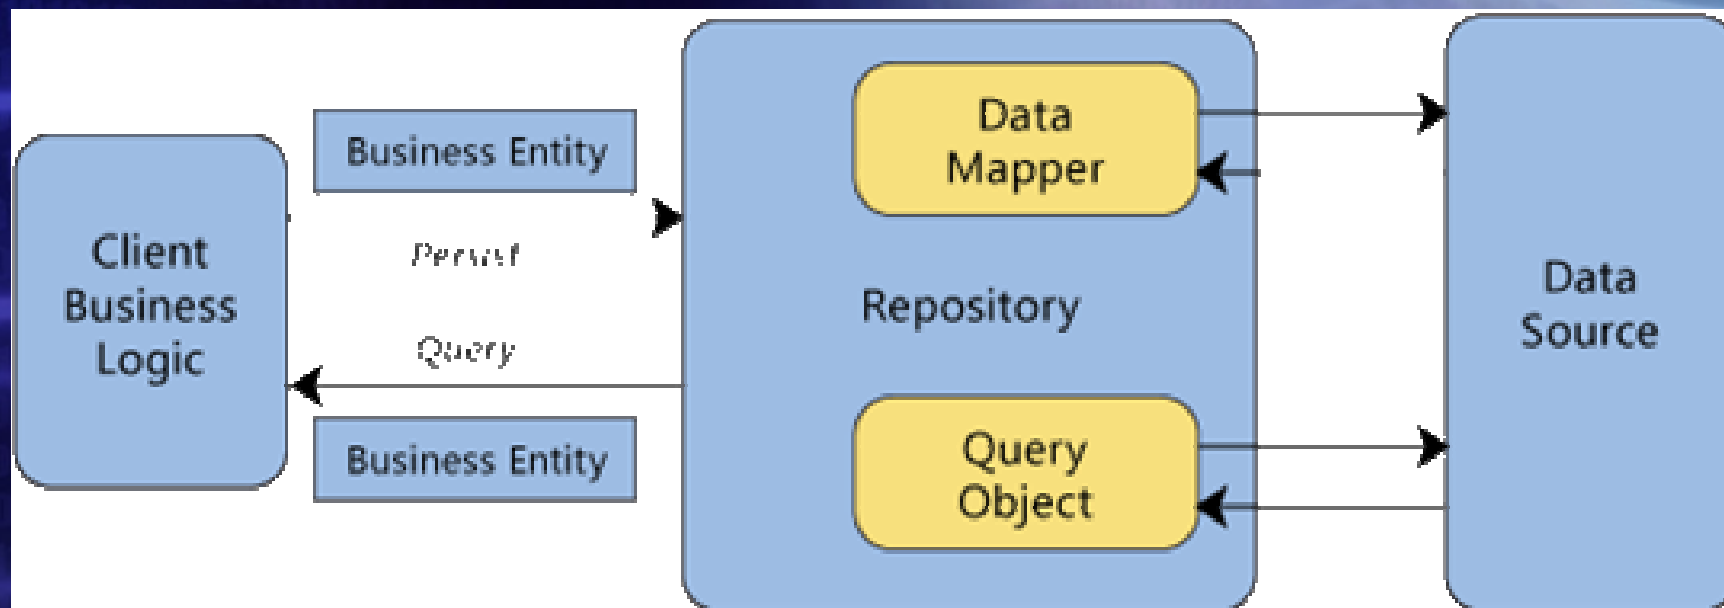 Client
Business
Logic
Business Entity
Persist
Query
Business Entity
Data
Mapper
Repository
Query
Object
Data
Source